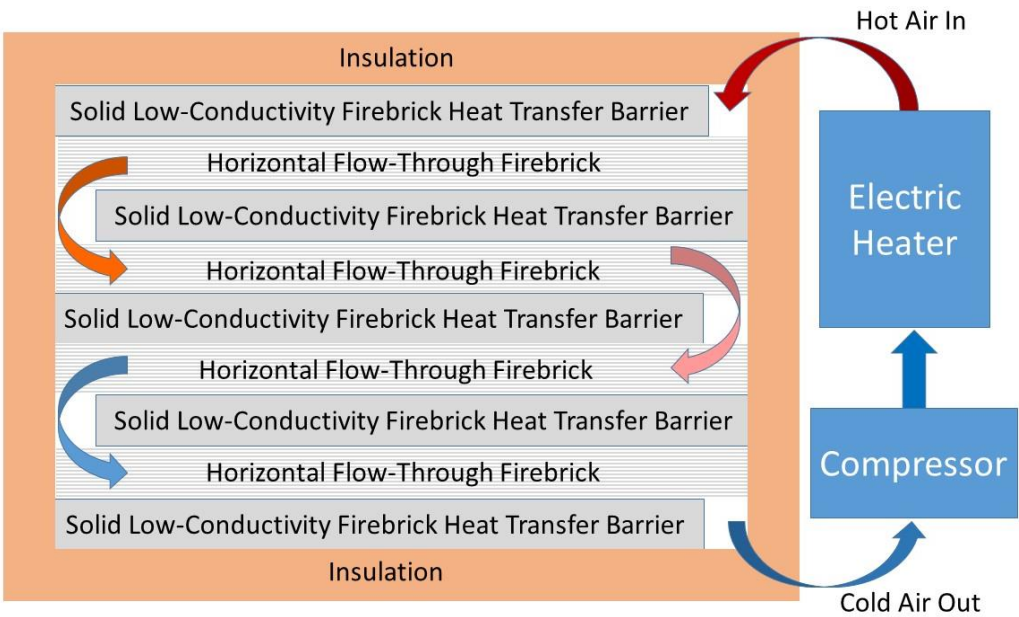 Hot Air In
Insulation
Solid Low-Conductivity Firebrick Heat Transfer Barrier
Horizontal Flow-Through Firebrick
Solid Low-Conductivity Firebrick Heat Transfer Barrier
Horizontal Flow-Through Firebrick
Solid Low-Conductivity Firebrick Heat Transfer Barrier
Horizontal Flow-Through Firebrick
Solid Low-Conductivity Firebrick Heat Transfer Barrier
Horizontal Flow-Through Firebrick
Solid Low-Conductivity Firebrick Heat Transfer Barrier
Insulation
Electric
Heater
Compressor
Cold Air Out